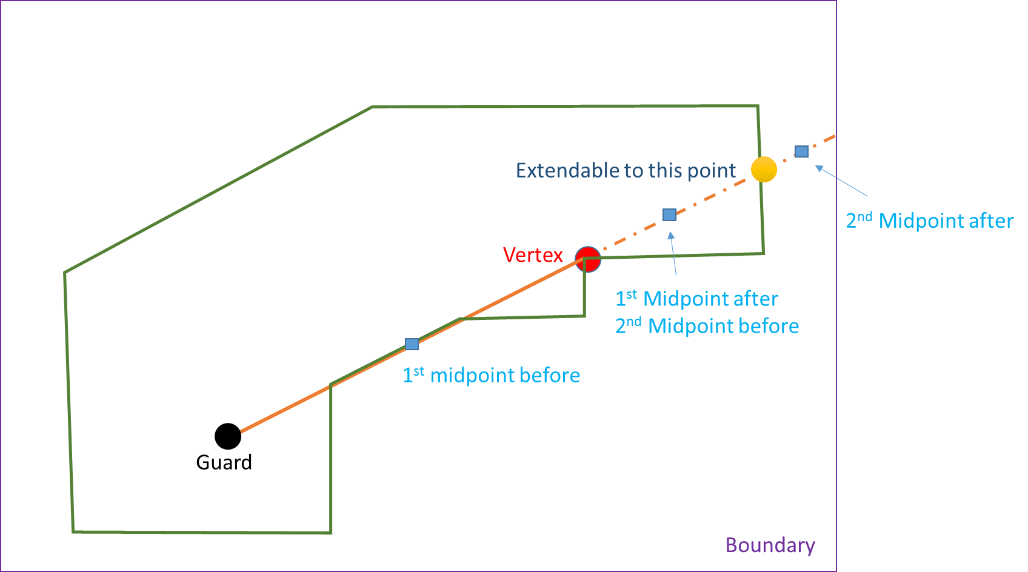 Extendable to this point
2nd Midpoint after
Vertex
1st Midpoint after
2nd Midpoint before
1st midpoint before
Guard
Boundary